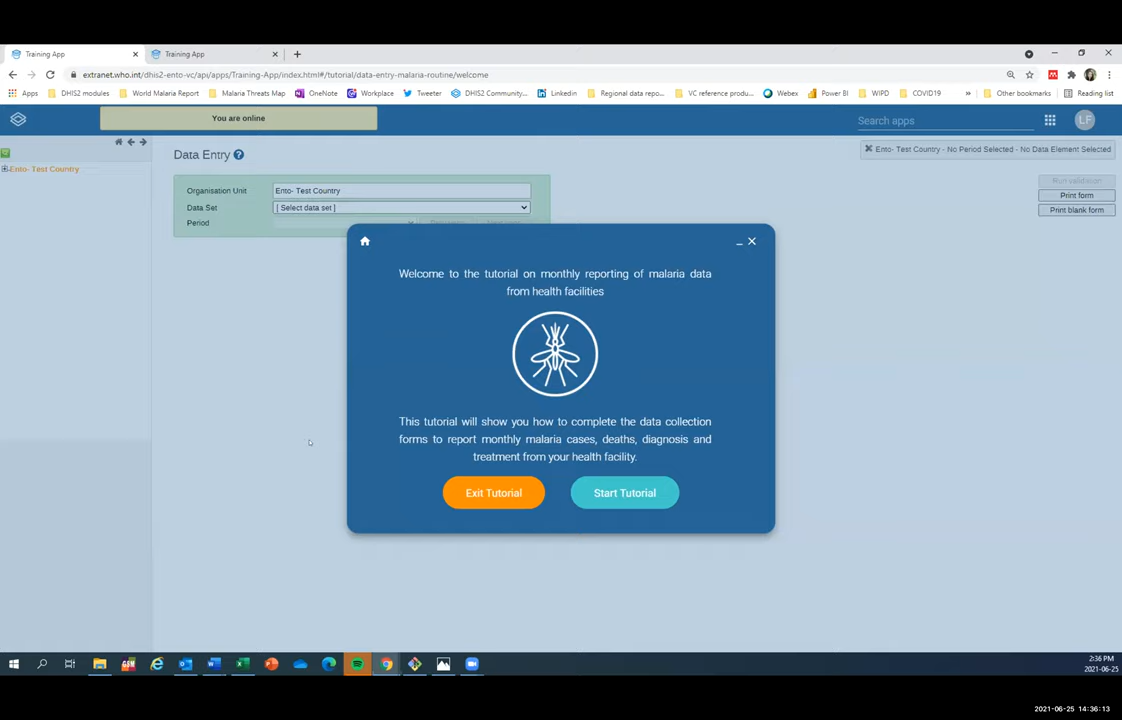 Training App
Training App
extranet.who.int/dhis2-ento-vc/api/apps/Training-App/index.html#/tutorial/data-entry-malaria-routine/welcome
Apps DHIS2 modules World Malaria Report Malaria Threats Map OneNote Workplace Tweeter DHIS2 Community... Linkedin Regional data repo... VC reference produ... Webex Power BI WIPD COVID19 » Other bookmarks Reading list
You are online
Search apps
LF
Ento- Test Country
Data Entry
Ento- Test Country - No Period Selected - No Data Element Selected
Organisation Unit Ento- Test Country
Data Set [ Select data set ]
Period
Run validation
Print form
Print blank form
Welcome to the tutorial on monthly reporting of malaria data
from health facilities
This tutorial will show you how to complete the data collection
forms to report monthly malaria cases, deaths, diagnosis and
treatment from your health facility.
Exit Tutorial Start Tutorial
2:36 PM
2021-06-25
2021-06-25 14:36:13